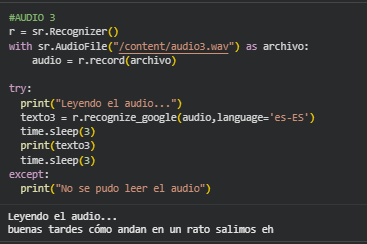 #AUDIO 3
r = sr.Recognizer()
with sr.AudioFile("/content/audio3.wav") as archivo:
    audio = r.record(archivo)

try:
  print("Leyendo el audio...")
  texto3 = r.recognize_google(audio,language='es-ES')
  time.sleep(3)
  print(texto3)
  time.sleep(3)
except:
  print("No se pudo leer el audio")
Leyendo el audio...
buenas tardes cómo andan en un rato salimos eh